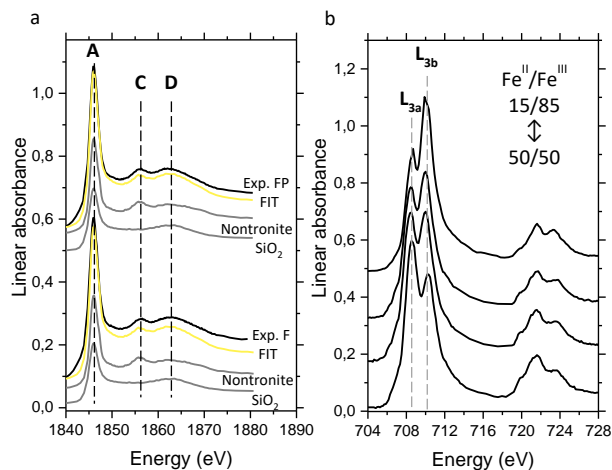 a
b
A
C
D
1,0
0,8
0,6
0,4
0,2
0,0
Linear absorbance
Exp. FP
FIT
Nontronite
SiO₂
Exp. F
FIT
Nontronite
SiO₂
1840 1850 1860 1870 1880 1890
Energy (eV)
L3b
L3a
Feᴵᴵ/Feᴵᴵᴵ
15/85
↕
50/50
1,2
1,0
0,8
0,6
0,4
0,2
0,0
Linear absorbance
704 708 712 716 720 724 728
Energy (eV)